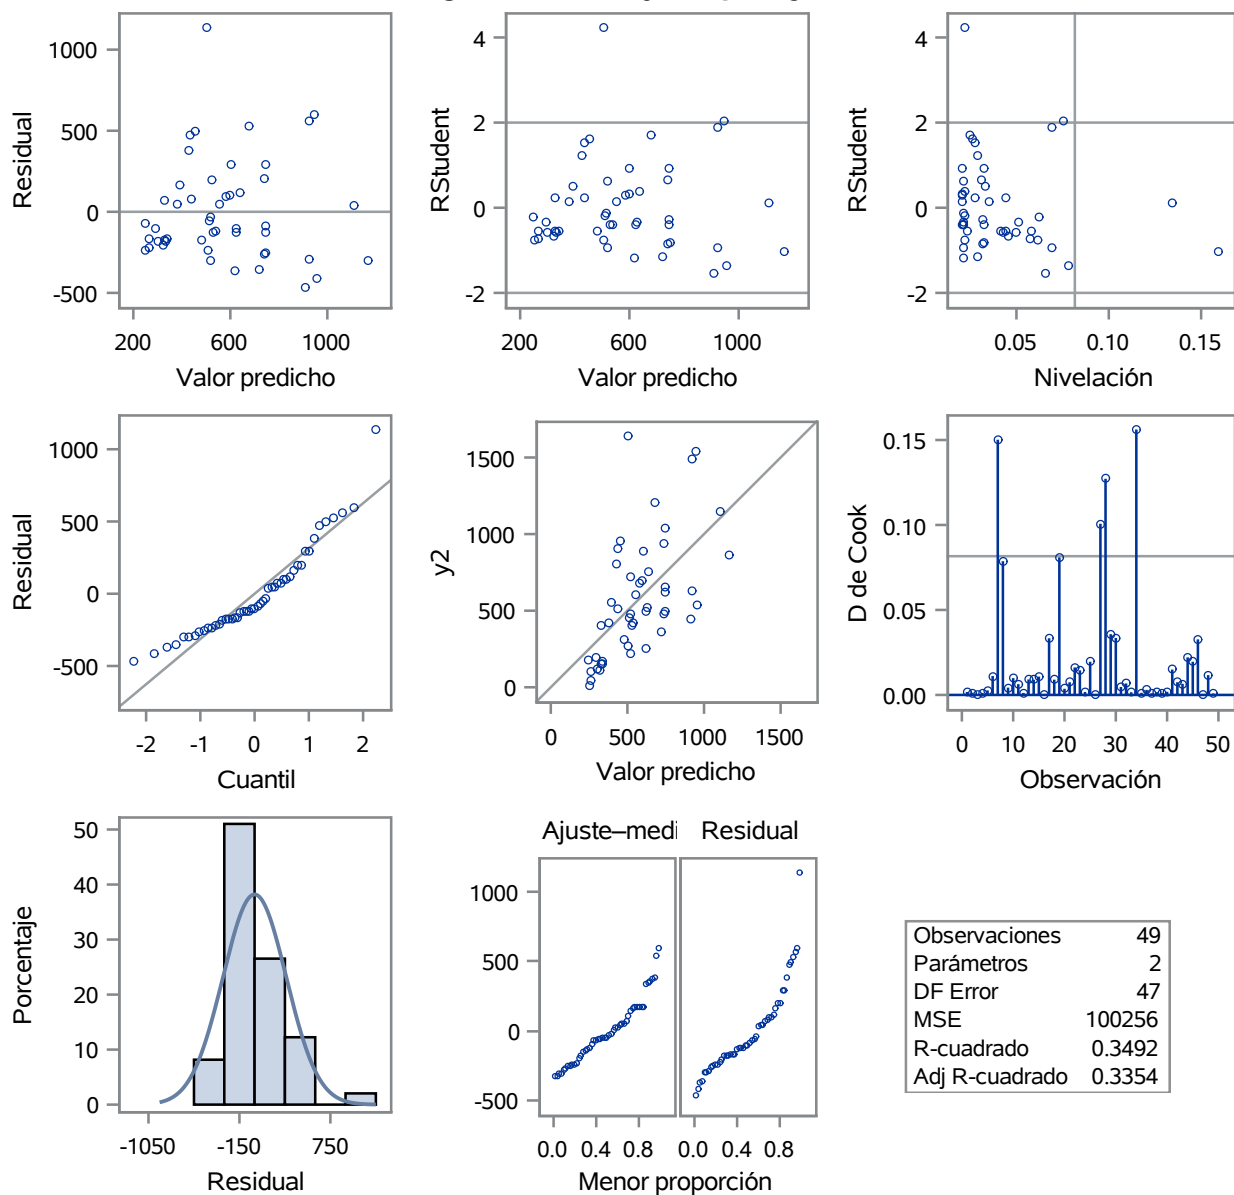 1000
500
0
-500
Residual
200
600
1000
Valor predicho
4
2
0
-2
RStudent
200
600
1000
Valor predicho
4
2
0
-2
RStudent
0.05
0.10
0.15
Nivelación
1000
500
0
-500
Residual
-2
-1
0
1
2
Cuantil
1500
1000
500
0
y2
0
500
1000
1500
Valor predicho
0.15
0.10
0.05
0.00
D de Cook
0
10
20
30
40
50
Observación
50
40
30
20
10
0
Porcentaje
-1050
-150
750
Residual
Ajuste–medi
Residual
1000
500
0
-500
0.0
0.4
0.8
0.0
0.4
0.8
Menor proporción
Observaciones 49
Parámetros 2
DF Error 47
MSE 100256
R-cuadrado 0.3492
Adj R-cuadrado 0.3354